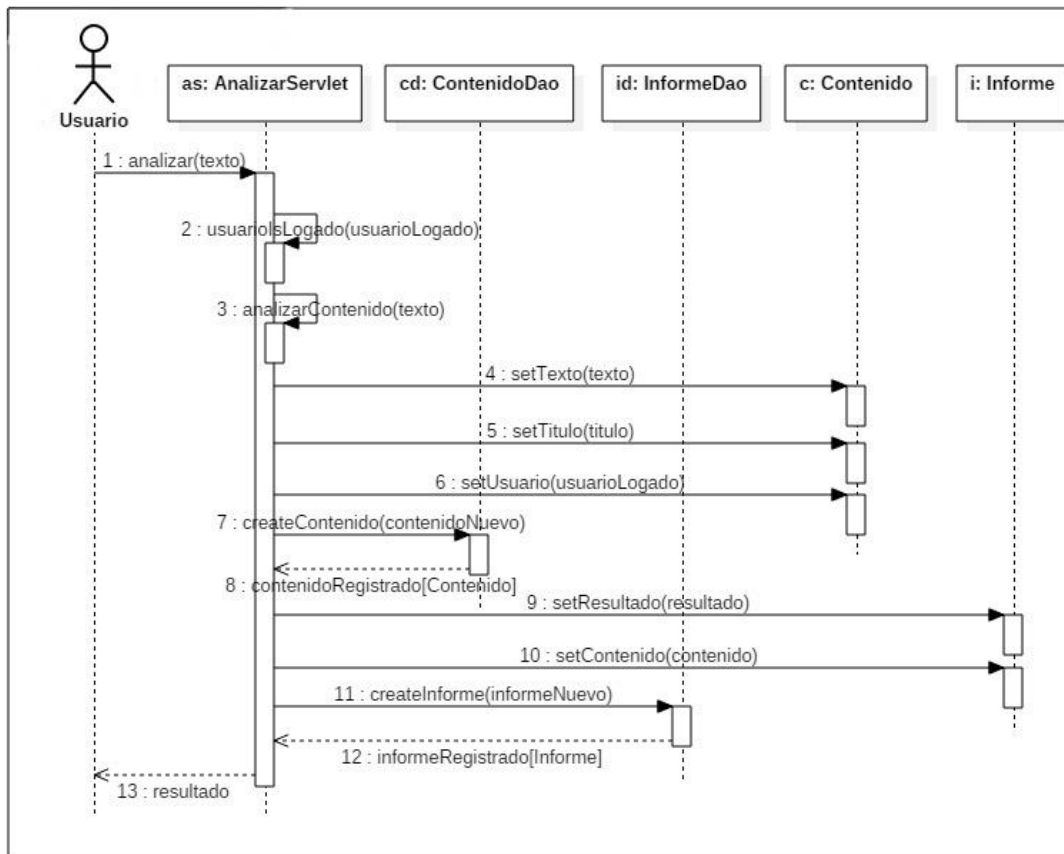 as: AnalizarServlet
cd: ContenidoDao
id: InformeDao
c: Contenido
i: Informe
Usuario
1 : analizar(texto)
2 : usuarioIsLogado(usuarioLogado)
3 : analizarContenido(texto)
4 : setTexto(texto)
5 : setTitulo(titulo)
6 : setUsuario(usuarioLogado)
7 : createContenido(contenidoNuevo)
8 : contenidoRegistrado[Contenido]
9 : setResultado(resultado)
10 : setContenido(contenido)
11 : createInforme(informeNuevo)
12 : informeRegistrado[Informe]
13 : resultado